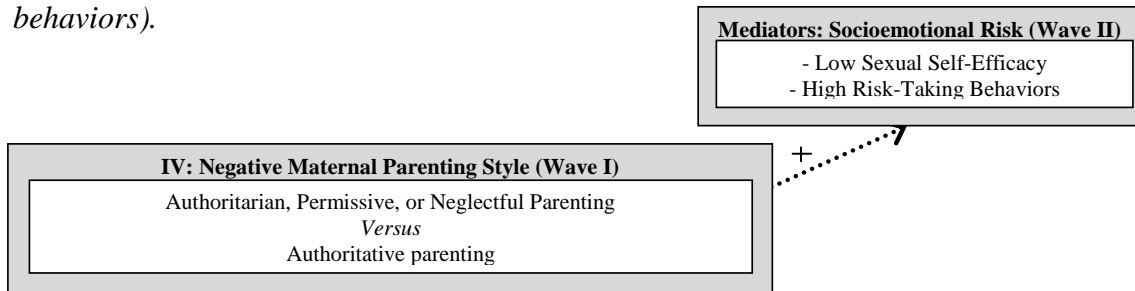 behaviors).
Mediators: Socioemotional Risk (Wave II)
- Low Sexual Self-Efficacy
- High Risk-Taking Behaviors
+
IV: Negative Maternal Parenting Style (Wave I)
Authoritarian, Permissive, or Neglectful Parenting
Versus
Authoritative parenting